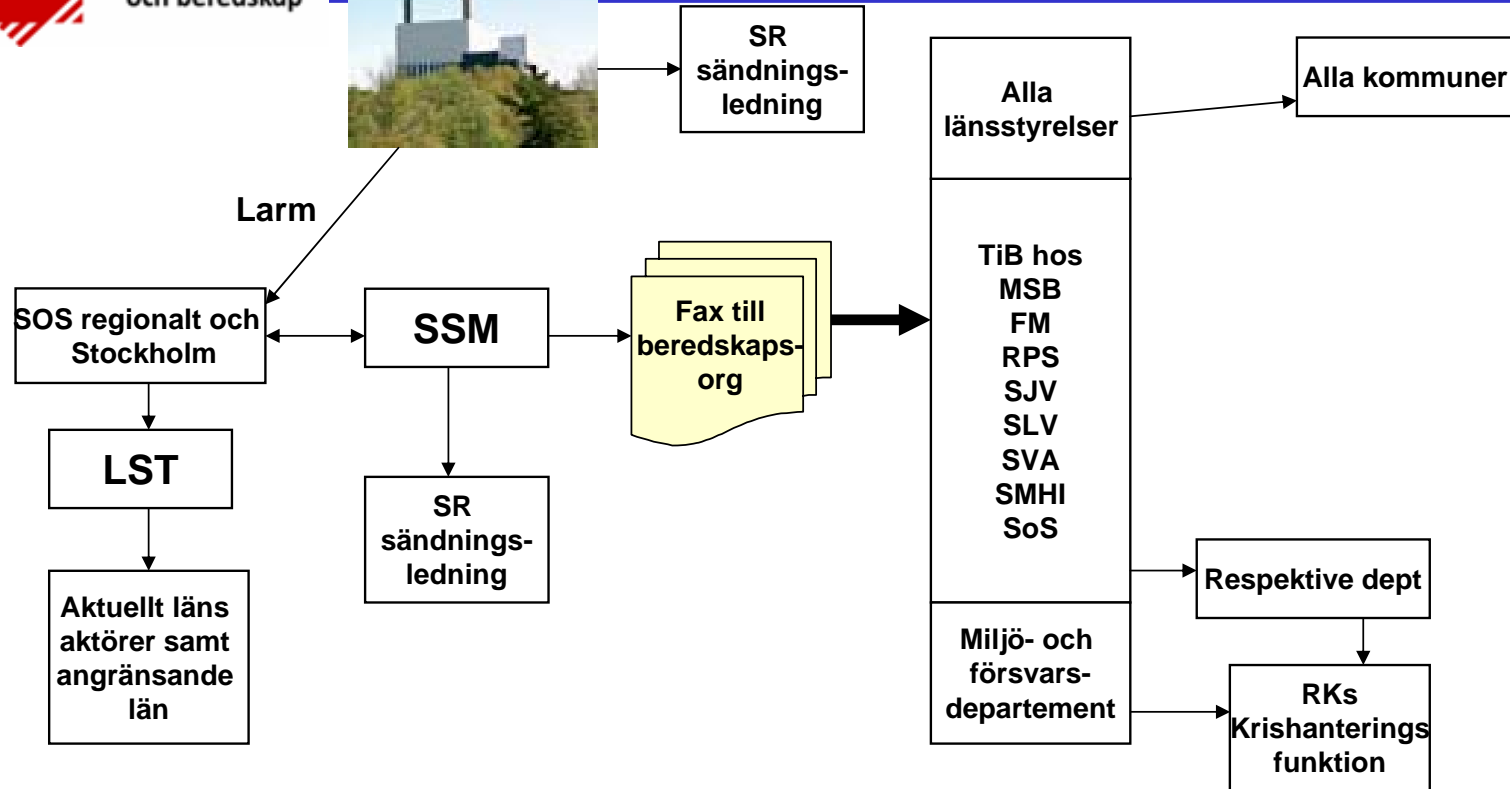 och beredskap
SR
sändnings-
ledning
Alla
länsstyrelser
Alla kommuner
Larm
SOS regionalt och
Stockholm
SSM
Fax till
beredskaps-
org
TiB hos
MSB
FM
RPS
SJV
SLV
SVA
SMHI
SoS
LST
SR
sändnings-
ledning
Aktuellt läns
aktörer samt
angränsande
län
Respektive dept
Miljö- och
försvars-
departement
RKs
Krishanterings
funktion